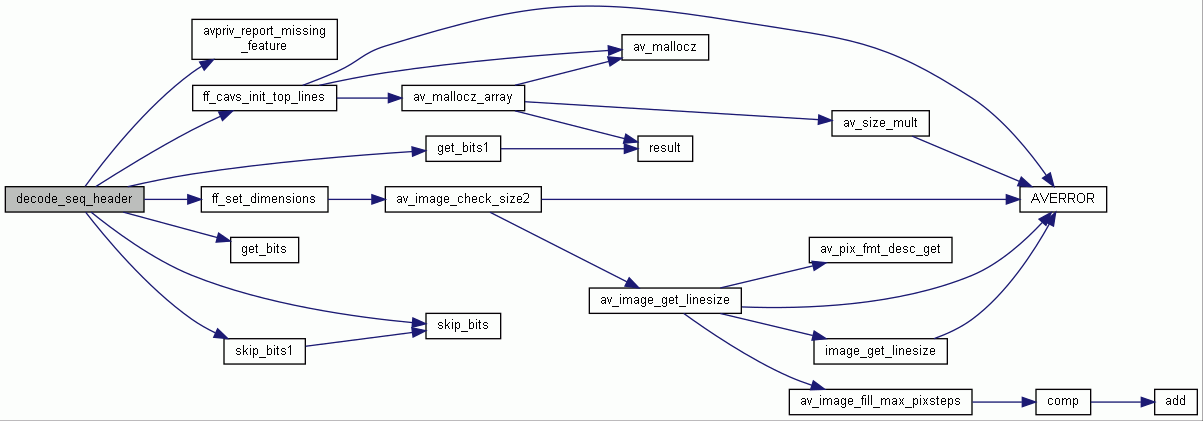 avpriv_report_missing
_feature
av_mallocz
ff_cavs_init_top_lines
av_mallocz_array
av_size_mult
get_bits1
result
decode_seq_header
ff_set_dimensions
av_image_check_size2
AVERROR
get_bits
av_pix_fmt_desc_get
av_image_get_linesize
skip_bits
skip_bits1
image_get_linesize
av_image_fill_max_pixsteps
comp
add